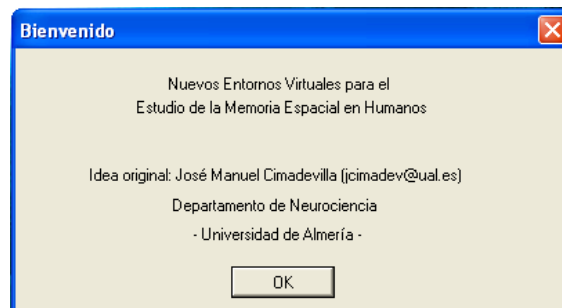 Bienvenido
Nuevos Entornos Virtuales para el
Estudio de la Memoria Espacial en Humanos
Idea original: José Manuel Cimadevilla (jcimadev@ual.es)
Departamento de Neurociencia
- Universidad de Almería -
OK